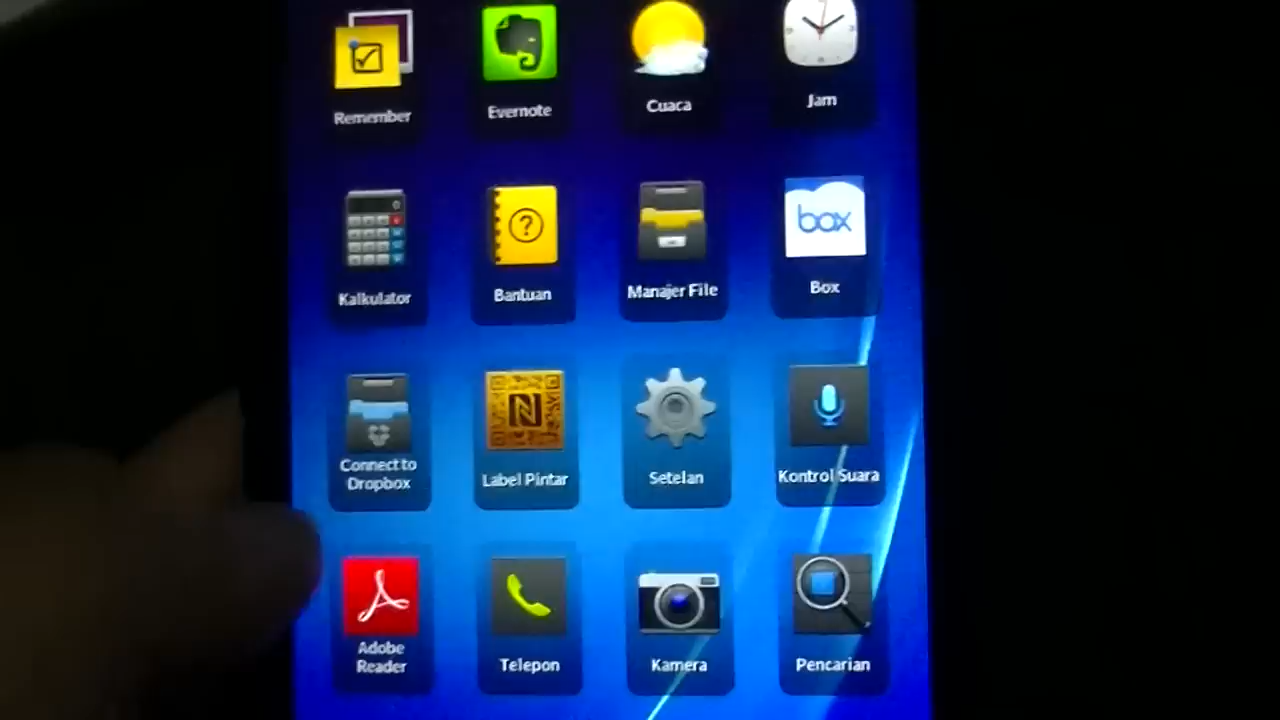 Remember
Evernote
Cuaca
Jam
Kalkulator
Bantuan
Manajer File
box
Box
Connect to
Dropbox
Label Pintar
Setelan
Kontrol Suara
Adobe
Reader
Telepon
Kamera
Pencarian